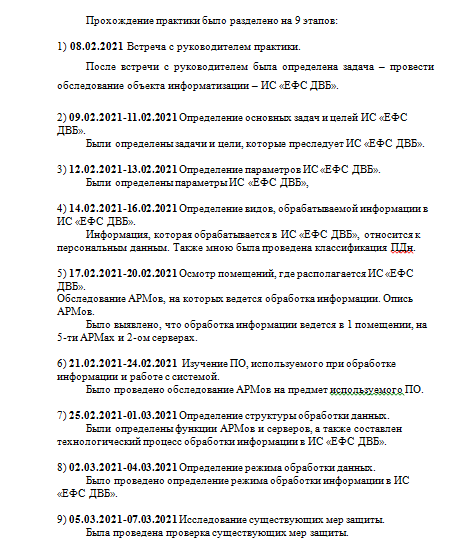 Прохождение практики было разделено на 9 этапов:
1) 08.02.2021 Встреча с руководителем практики.
После встречи с руководителем была определена задача – провести
обследование объекта информатизации – ИС «ЕФС ДВБ».
2) 09.02.2021-11.02.2021 Определение основных задач и целей ИС «ЕФС
ДВБ».
Были определены задачи и цели, которые преследует ИС «ЕФС ДВБ».
3) 12.02.2021-13.02.2021 Определение параметров ИС «ЕФС ДВБ».
Были определены параметры ИС «ЕФС ДВБ»,
4) 14.02.2021-16.02.2021 Определение видов, обрабатываемой информации в
ИС «ЕФС ДВБ».
Информация, которая обрабатывается в ИС «ЕФС ДВБ», относится к
персональным данным. Также мною была проведена классификация ПДн.
5) 17.02.2021-20.02.2021 Осмотр помещений, где располагается ИС «ЕФС
ДВБ».
Обследование АРМов, на которых ведется обработка информации. Опись
АРМов.
Было выявлено, что обработка информации ведется в 1 помещении, на
5-ти АРМах и 2-ом серверах.
6) 21.02.2021-24.02.2021 Изучение ПО, используемого при обработке
информации и работе с системой.
Было проведено обследование АРМов на предмет используемого ПО.
7) 25.02.2021-01.03.2021 Определение структуры обработки данных.
Были определены функции АРМов и серверов, а также составлен
технологический процесс обработки информации в ИС «ЕФС ДВБ».
8) 02.03.2021-04.03.2021 Определение режима обработки данных.
Было проведено определение режима обработки информации в ИС
«ЕФС ДВБ».
9) 05.03.2021-07.03.2021 Исследование существующих мер защиты.
Была проведена проверка существующих мер защиты.